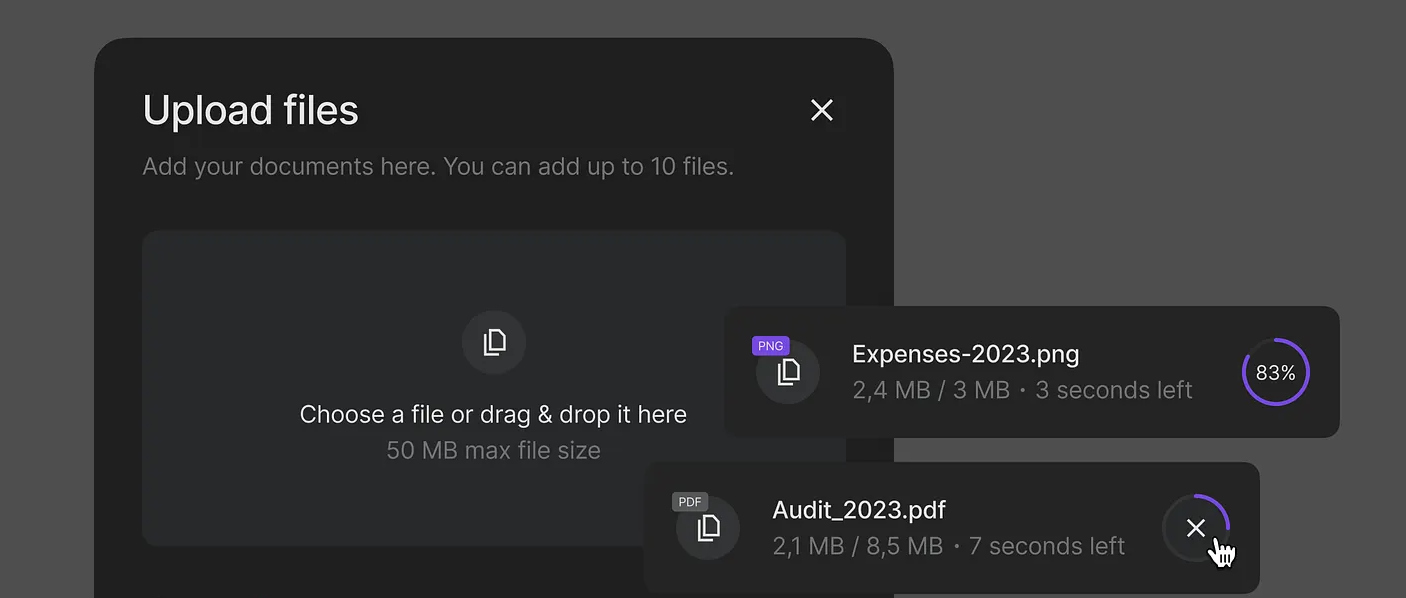 Upload files
Add your documents here. You can add up to 10 files.
Choose a file or drag & drop it here
50 MB max file size
PNG
Expenses-2023.png
2,4 MB / 3 MB • 3 seconds left
83%
PDF
Audit_2023.pdf
2,1 MB / 8,5 MB • 7 seconds left